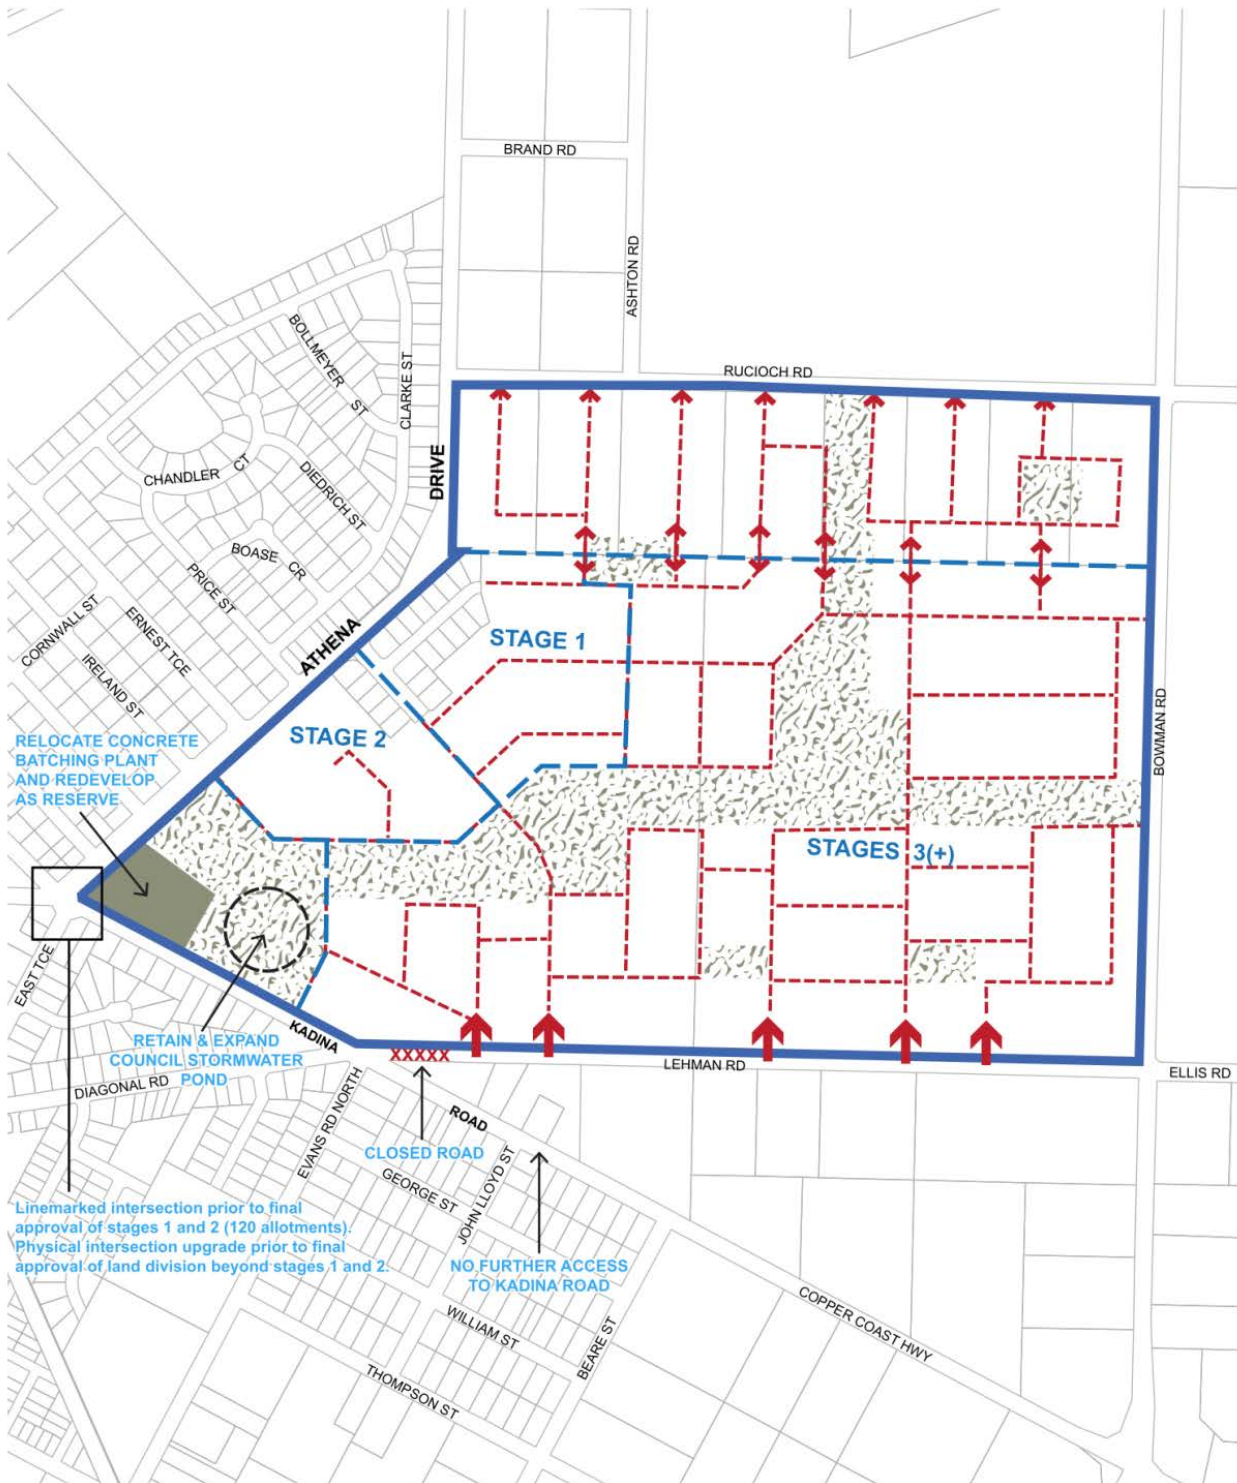 BRAND RD
ASHTON RD
RUCIOCH RD
BOLLMEYER ST
CLARKE ST
DRIVE
CHANDLER CT
DIEDRICH ST
BOASE CR
PRICE ST
CORNWALL ST
ERNEST TCE
IRELAND ST
ATHENA
STAGE 1
STAGE 2
BOWMAN RD
RELOCATE CONCRETE
BATCHING PLANT
AND REDEVELOP
AS RESERVE
STAGES 3(+)
EAST TCE
KADINA
RETAIN & EXPAND
COUNCIL STORMWATER
POND
XXXXX
LEHMAN RD
ELLIS RD
DIAGONAL RD
EVANS RD NORTH
ROAD
CLOSED ROAD
GEORGE ST
JOHN LLOYD ST
Linemarked intersection prior to final
approval of stages 1 and 2 (120 allotments).
Physical intersection upgrade prior to final
approval of land division beyond stages 1 and 2.
NO FURTHER ACCESS
TO KADINA ROAD
COPPER COAST HWY
WILLIAM ST
BEARE ST
THOMPSON ST